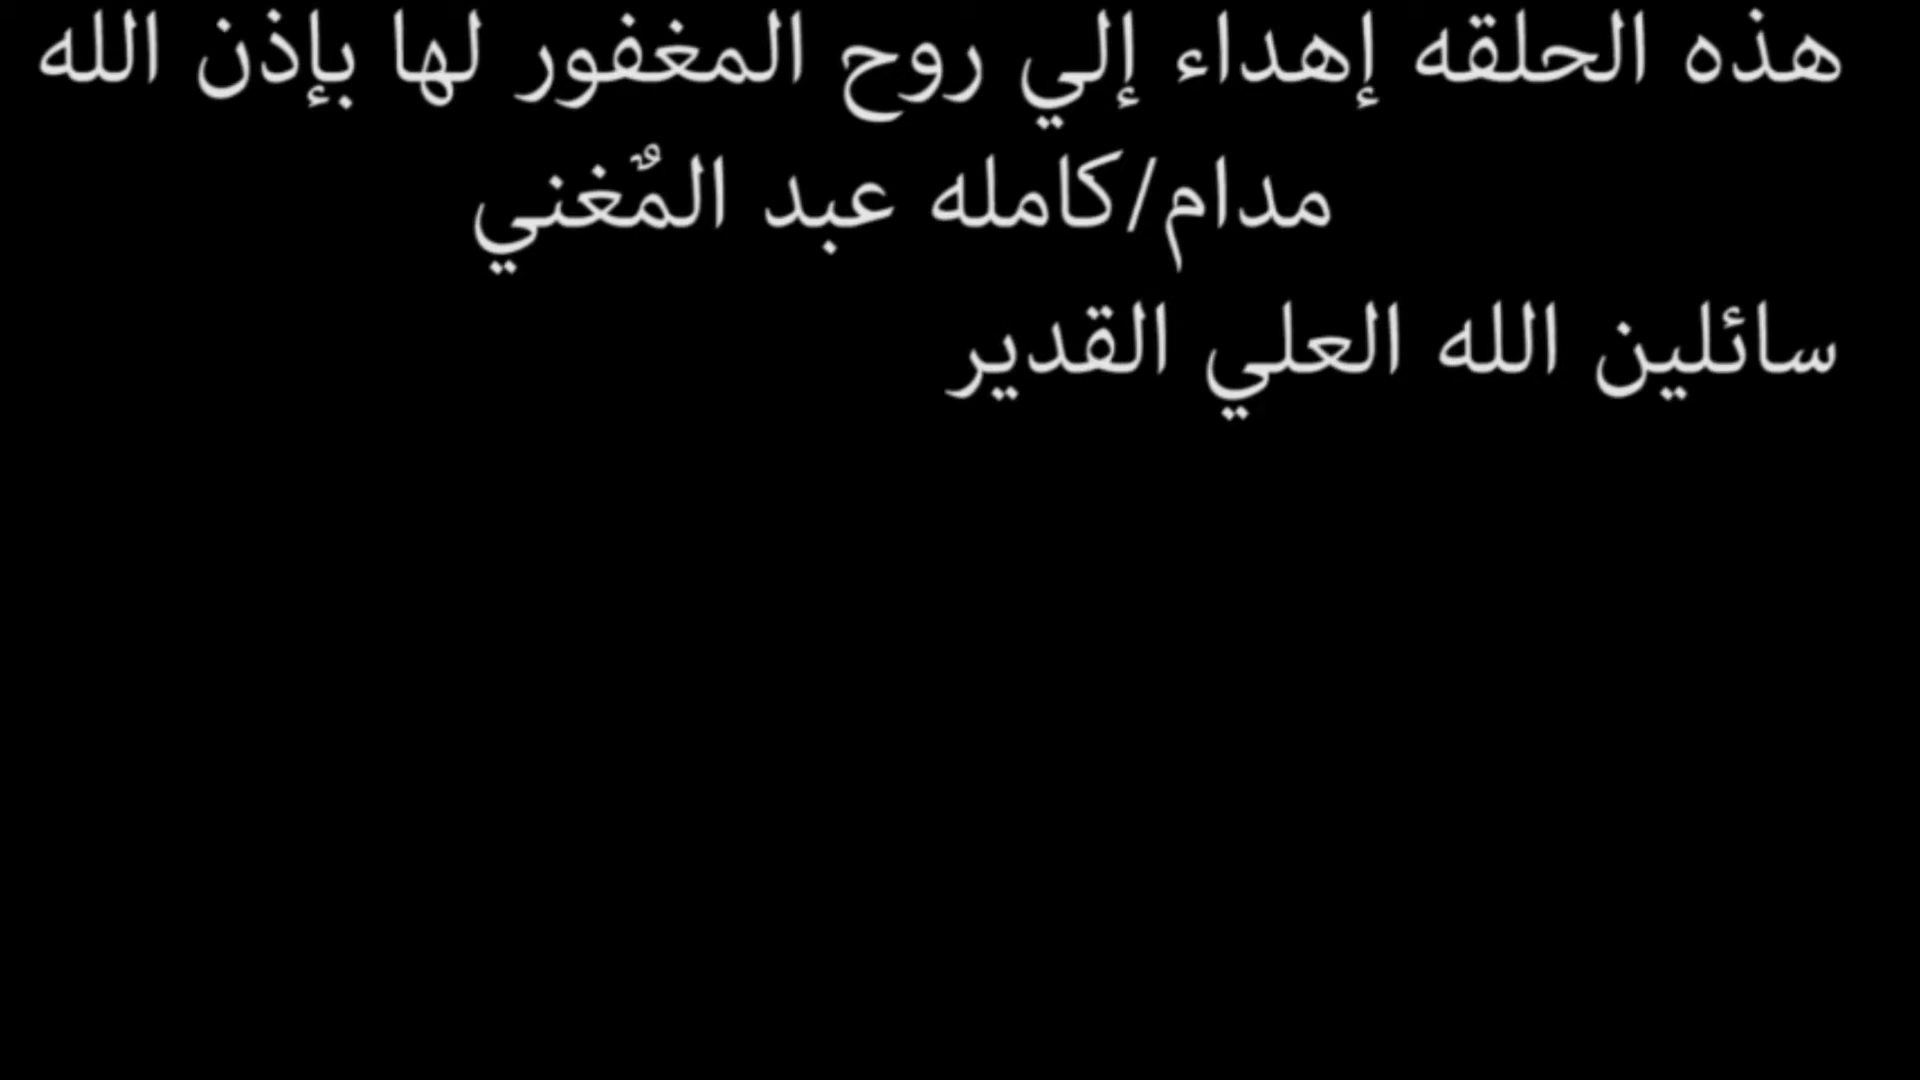 هذه الحلقه إهداء إلي روح المغفور لها بإذن الله
مدام/كامله عبد المٌغني
سائلين الله العلي القدير